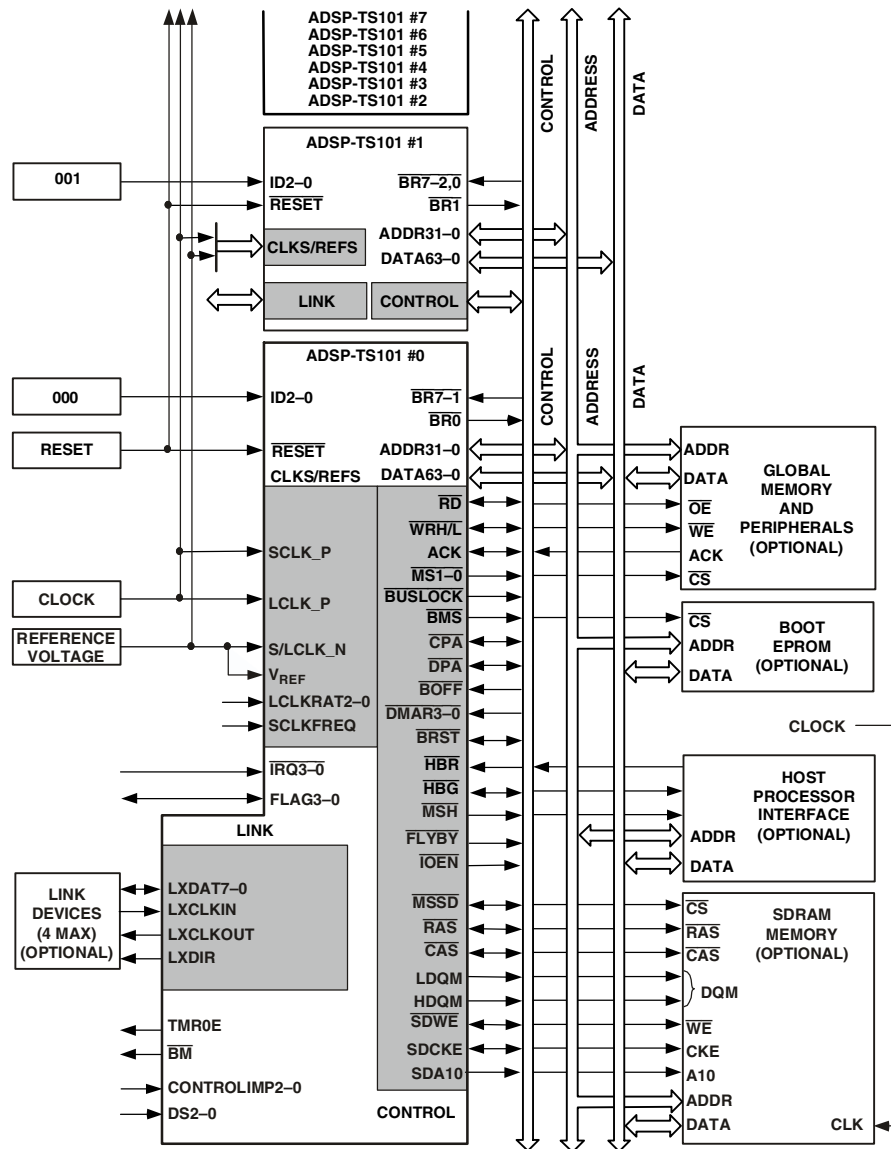 ADSP-TS101 #7
ADSP-TS101 #6
ADSP-TS101 #5
ADSP-TS101 #4
ADSP-TS101 #3
ADSP-TS101 #2
CONTROL
ADDRESS
DATA
ADSP-TS101 #1
001
ID2–0
BR7–2,0
RESET
BR1
ADDR31–0
CLKS/REFS
DATA63–0
LINK
CONTROL
ADSP-TS101 #0
CONTROL
ADDRESS
DATA
000
ID2–0
BR7–1
BR0
RESET
RESET
ADDR31–0
CLKS/REFS
DATA63–0
RD
WRH/L
SCLK_P
ACK
MS1–0
CLOCK
LCLK_P
BUSLOCK
BMS
REFERENCE
VOLTAGE
S/LCLK_N
CPA
VREF
DPA
LCLKRAT2–0
BOFF
SCLKFREQ
DMAR3–0
BRST
IRQ3–0
HBR
FLAG3–0
HBG
MSH
LINK
FLYBY
IOEN
LINK
DEVICES
(4 MAX)
(OPTIONAL)
LXDAT7–0
LXCLKIN
LXCLKOUT
LXDIR
MSSD
RAS
CAS
LDQM
HDQM
SDWE
SDCKE
SDA10
TMR0E
BM
CONTROLIMP2–0
DS2–0
CONTROL
ADDR
DATA
OE
WE
ACK
CS
GLOBAL
MEMORY
AND
PERIPHERALS
(OPTIONAL)
CS
ADDR
DATA
BOOT
EPROM
(OPTIONAL)
CLOCK
HOST
PROCESSOR
INTERFACE
(OPTIONAL)
ADDR
DATA
SDRAM
MEMORY
(OPTIONAL)
CS
RAS
CAS
DQM
WE
CKE
A10
ADDR
DATA
CLK